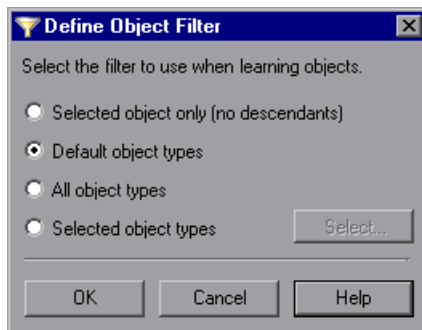 Define Object Filter
Select the filter to use when learning objects.
Selected object only (no descendants)
Default object types
All object types
Selected object types
Select...
OK
Cancel
Help